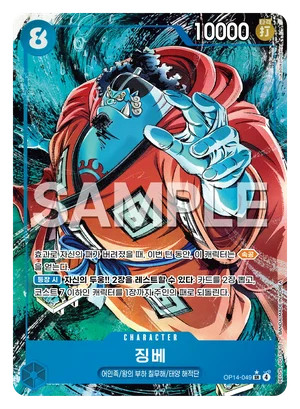 8
10000
打
SAMPLE
효과로 자신의 패가 버려졌을 때, 이번 턴 동안, 이 캐릭터는 속공
을 얻는다.
등장 시 자신의 두웅!! 2장을 레스트할 수 있다: 카드를 2장 뽑고,
코스트 7 이하인 캐릭터를 1장까지 주인의 패로 되돌린다.
CHARACTER
징베
어인족/왕의 부하 칠무해/태양 해적단
OP14-049
4